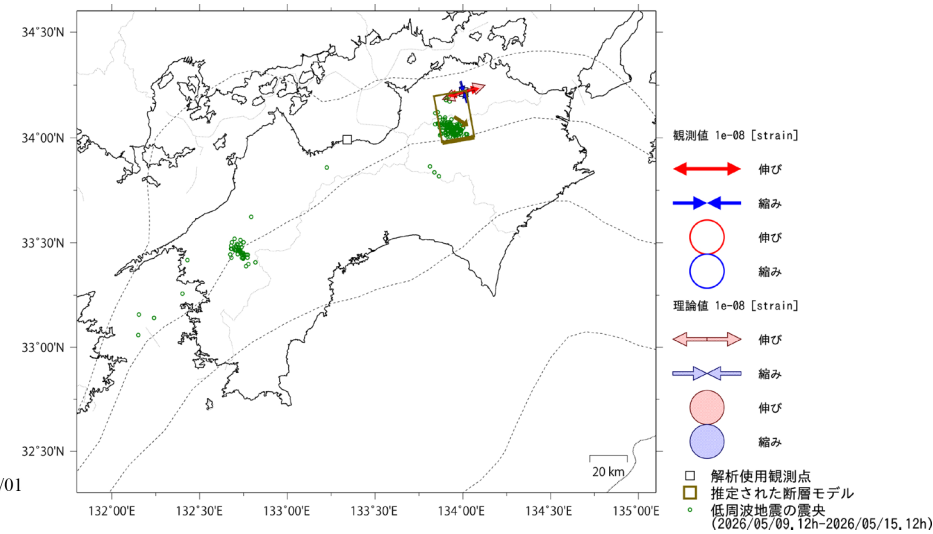 34°30'N
34°00'N
33°30'N
33°00'N
32°30'N
132°00'E
132°30'E
133°00'E
133°30'E
134°00'E
134°30'E
135°00'E
20 km
/01
観測値 1e-08 [strain]
伸び
縮み
伸び
縮み
理論値 1e-08 [strain]
伸び
縮み
伸び
縮み
解析使用観測点
推定された断層モデル
低周波地震の震央
(2026/05/09.12h-2026/05/15.12h)